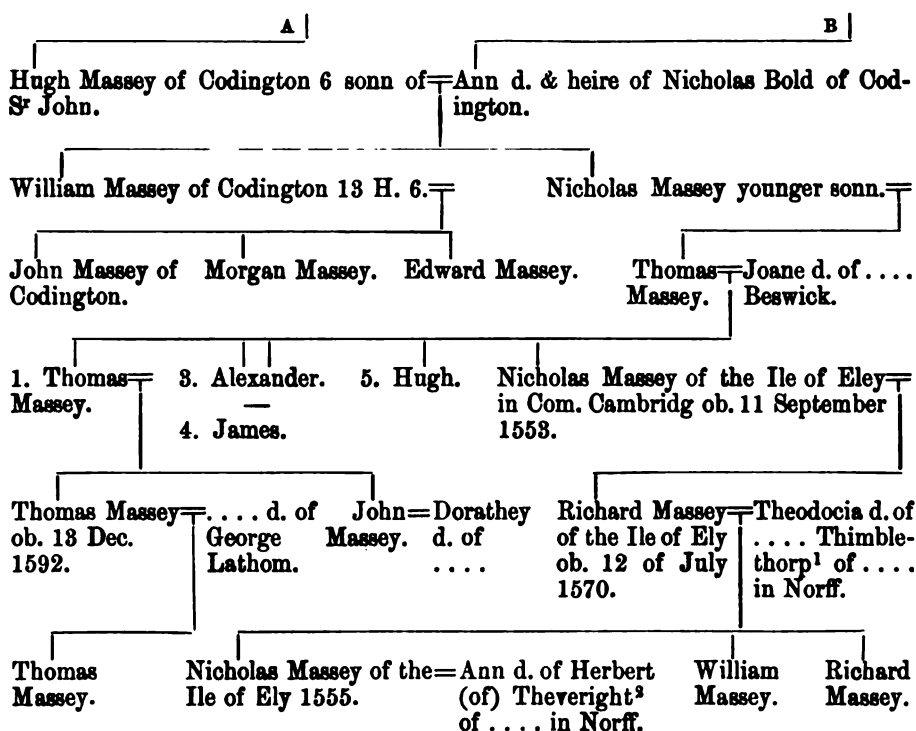 A B
Hugh Massey of Codington 6 sonn of
Sr John.
Ann d. & heire of Nicholas Bold of Cod-
ington.
William Massey of Codington 13 H. 6.
Nicholas Massey younger sonn.
John Massey of
Codington.
Morgan Massey.
Edward Massey.
Thomas
Massey.
Joane d. of ....
Beswick.
1. Thomas
Massey.
3. Alexander.
—
4. James.
5. Hugh.
Nicholas Massey of the Ile of Eley
in Com. Cambridg ob. 11 September
1553.
Thomas Massey
ob. 13 Dec.
1592.
.... d. of
George
Lathom.
John
Massey.
Dorathey
d. of
....
Richard Massey
of the Ile of Ely
ob. 12 of July
1570.
Theodocia d. of
.... Thimble-
thorp¹ of ....
in Norff.
Thomas
Massey.
Nicholas Massey of the
Ile of Ely 1555.
Ann d. of Herbert
(of) Theveright²
of .... in Norff.
William
Massey.
Richard
Massey.